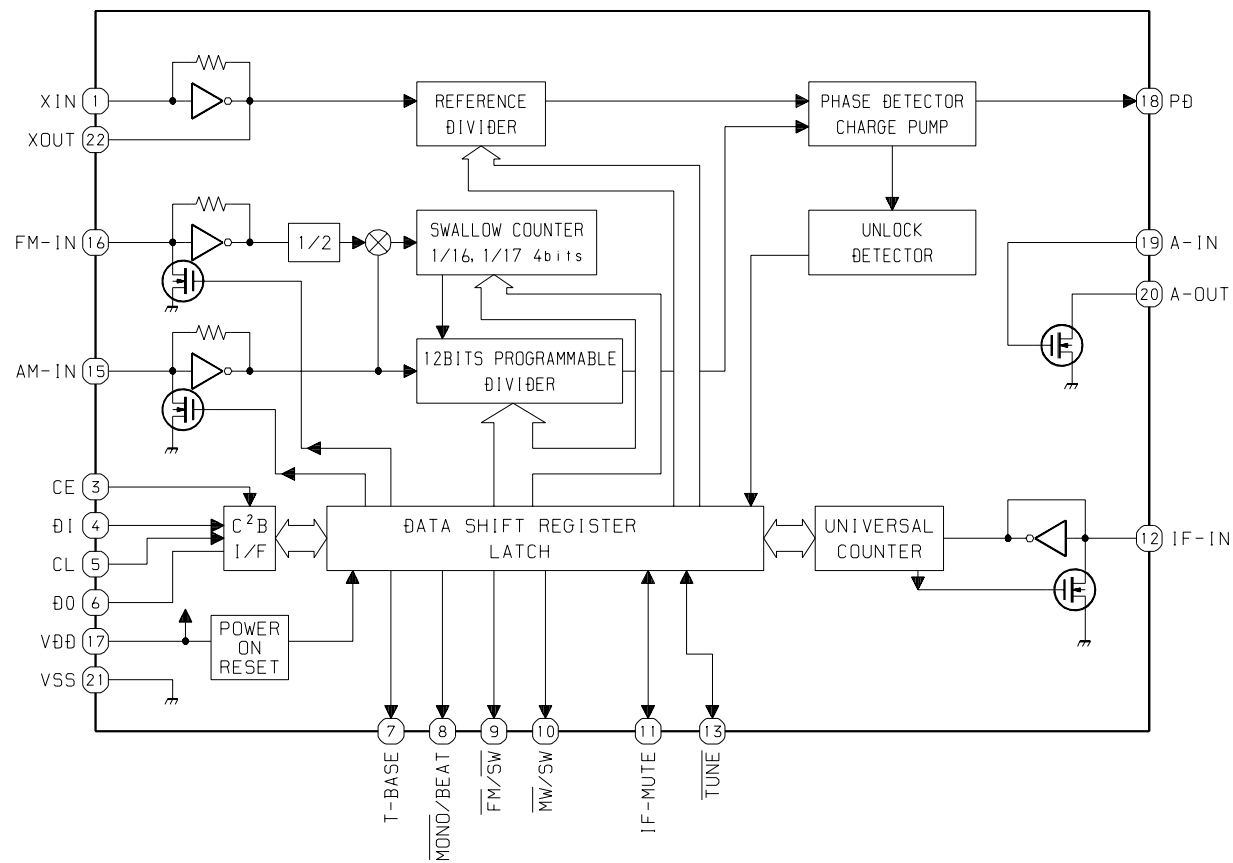 XIN 1
XOUT 22
REFERENCE
DIVIDER
PHASE DETECTOR
CHARGE PUMP
18 PD
FM-IN 16
1/2
SWALLOW COUNTER
1/16, 1/17 4bits
UNLOCK
DETECTOR
19 A-IN
20 A-OUT
AM-IN 15
12BITS PROGRAMMABLE
DIVIDER
CE 3
DI 4
CL 5
DO 6
VDD 17
VSS 21
C²B
I/F
DATA SHIFT REGISTER
LATCH
UNIVERSAL
COUNTER
12 IF-IN
POWER
ON
RESET
7
8
9
10
11
13
T-BASE
MONO/BEAT
FM/SW
MW/SW
IF-MUTE
TUNE